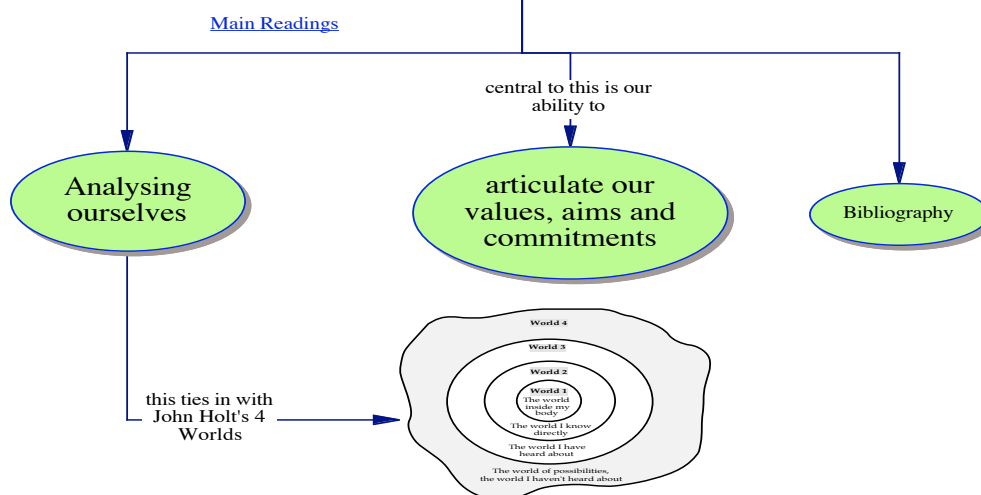 Main Readings
central to this is our
ability to
Analysing
ourselves
articulate our
values, aims and
commitments
Bibliography
this ties in with
John Holt's 4
Worlds
World 4
World 3
World 2
World 1
The world
inside my
body
The world I know
directly
The world I have
heard about
The world of possibilities,
the world I haven't heard about